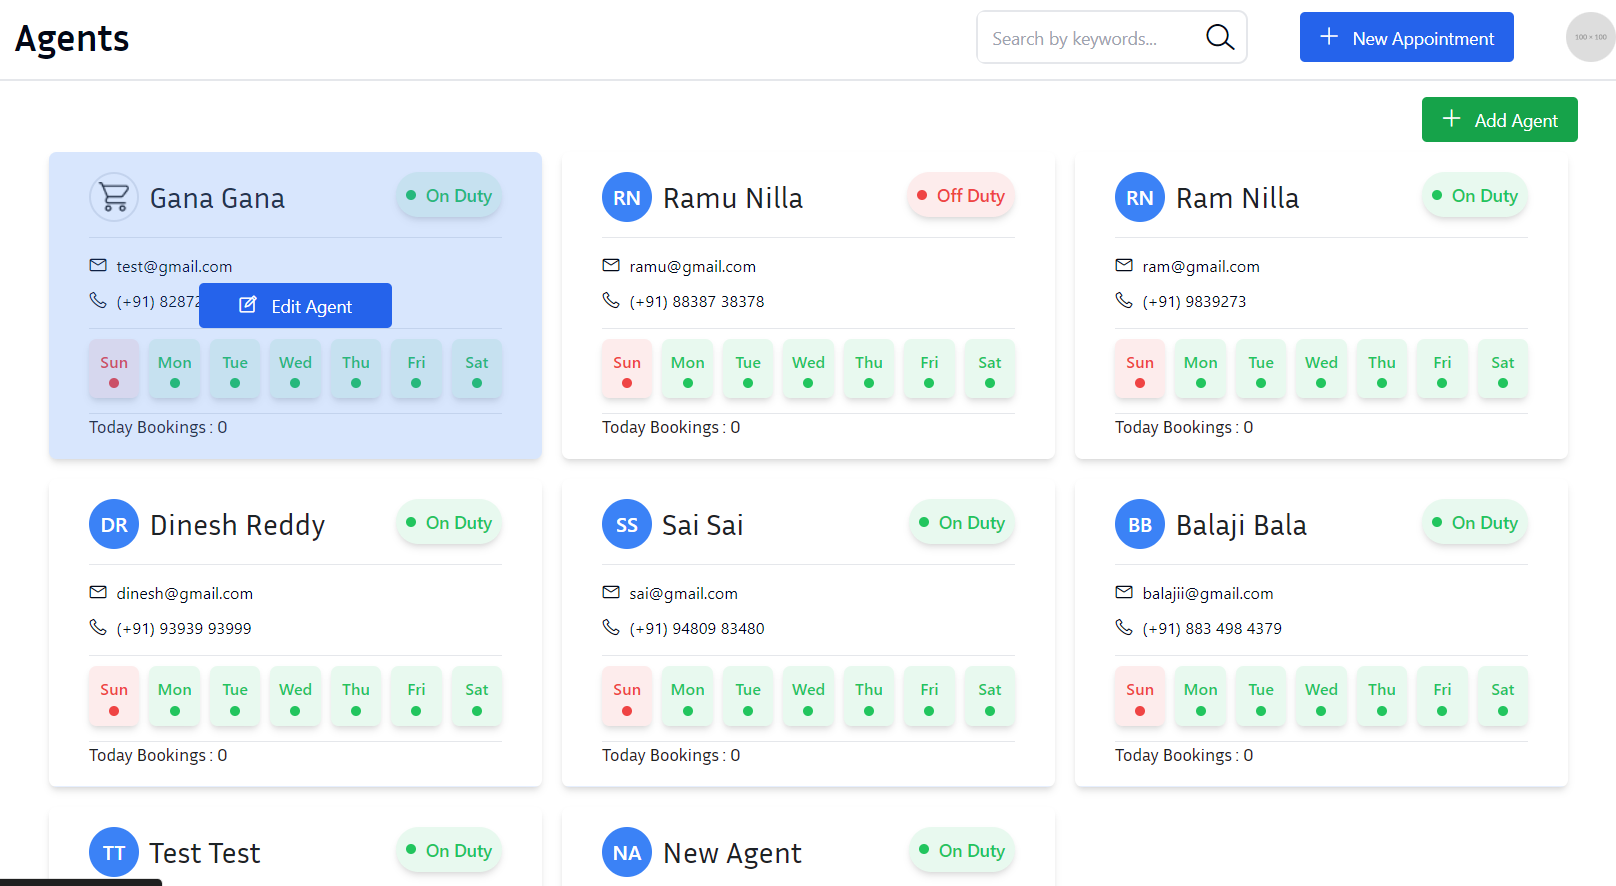 Agents
Search by keywords...
New Appointment
100 × 100
Add Agent
Gana Gana
On Duty
test@gmail.com
(+91) 82872
Edit Agent
Sun Mon Tue Wed Thu Fri Sat
Today Bookings : 0
RN
Ramu Nilla
Off Duty
ramu@gmail.com
(+91) 88387 38378
Sun Mon Tue Wed Thu Fri Sat
Today Bookings : 0
RN
Ram Nilla
On Duty
ram@gmail.com
(+91) 9839273
Sun Mon Tue Wed Thu Fri Sat
Today Bookings : 0
DR
Dinesh Reddy
On Duty
dinesh@gmail.com
(+91) 93939 93999
Sun Mon Tue Wed Thu Fri Sat
Today Bookings : 0
SS
Sai Sai
On Duty
sai@gmail.com
(+91) 94809 83480
Sun Mon Tue Wed Thu Fri Sat
Today Bookings : 0
BB
Balaji Bala
On Duty
balajii@gmail.com
(+91) 883 498 4379
Sun Mon Tue Wed Thu Fri Sat
Today Bookings : 0
TT
Test Test
On Duty
NA
New Agent
On Duty